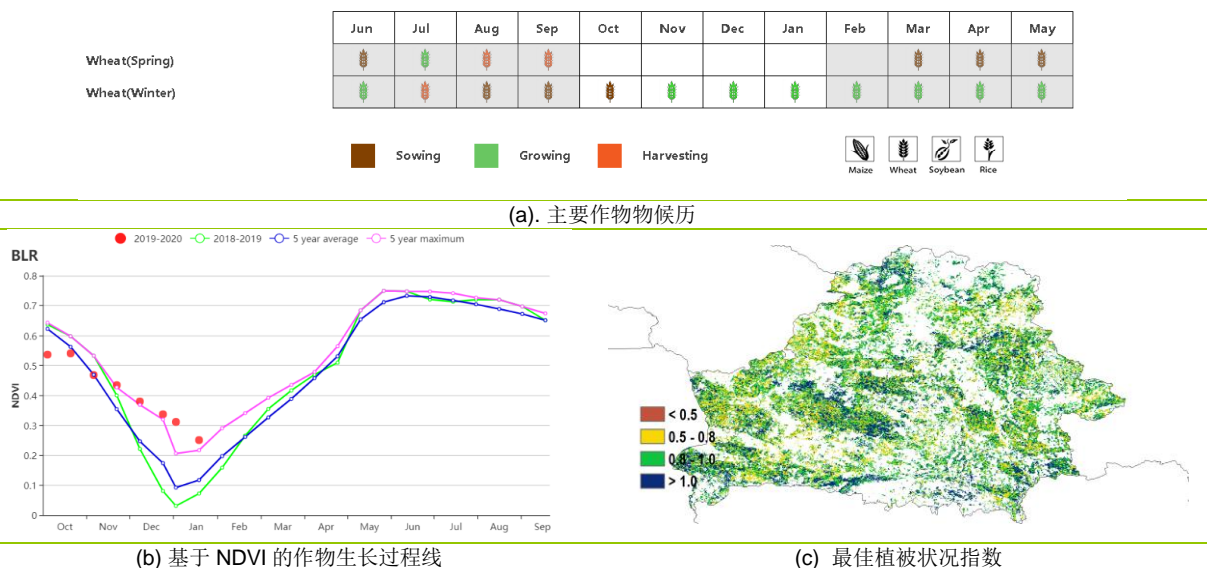 Jun Jul Aug Sep Oct Nov Dec Jan Feb Mar Apr May
Wheat(Spring)
Wheat(Winter)
Sowing Growing Harvesting
Maize Wheat Soybean Rice
(a). 主要作物物候历
2019-2020 2018-2019 5 year average 5 year maximum
BLR
NDVI
0.8
0.7
0.6
0.5
0.4
0.3
0.2
0.1
0
Oct Nov Dec Jan Feb Mar Apr May Jun Jul Aug Sep
< 0.5
0.5 - 0.8
0.8 - 1.0
> 1.0
(b) 基于 NDVI 的作物生长过程线
(c) 最佳植被状况指数